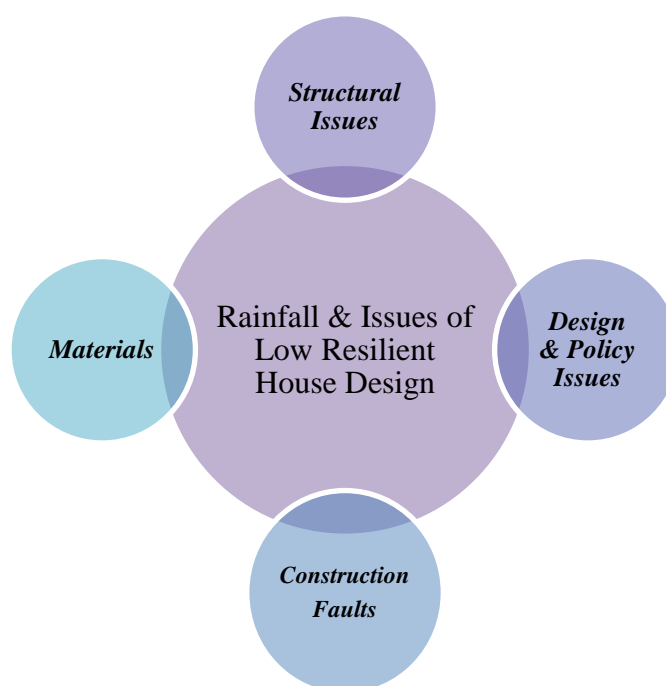 Structural
Issues
Rainfall & Issues of
Low Resilient
House Design
Materials
Design
& Policy
Issues
Construction
Faults